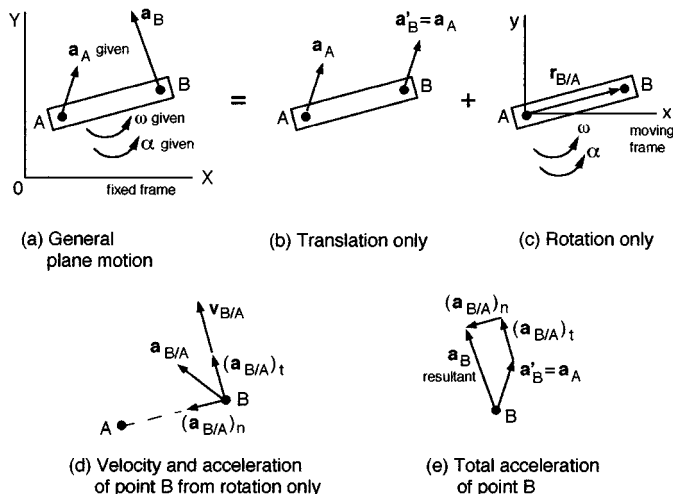 Y
a_B
a_A given
B
A
ω given
α given
0
fixed frame
X
(a) General
plane motion
=
a'_B = a_A
a_A
B
A
(b) Translation only
+
y
r_B/A
B
A
x
ω
moving
α
frame
(c) Rotation only
v_B/A
a_B/A
(a_B/A)_t
B
A
(a_B/A)_n
(d) Velocity and acceleration
of point B from rotation only
(a_B/A)_n
(a_B/A)_t
a_B
resultant
a'_B = a_A
B
(e) Total acceleration
of point B